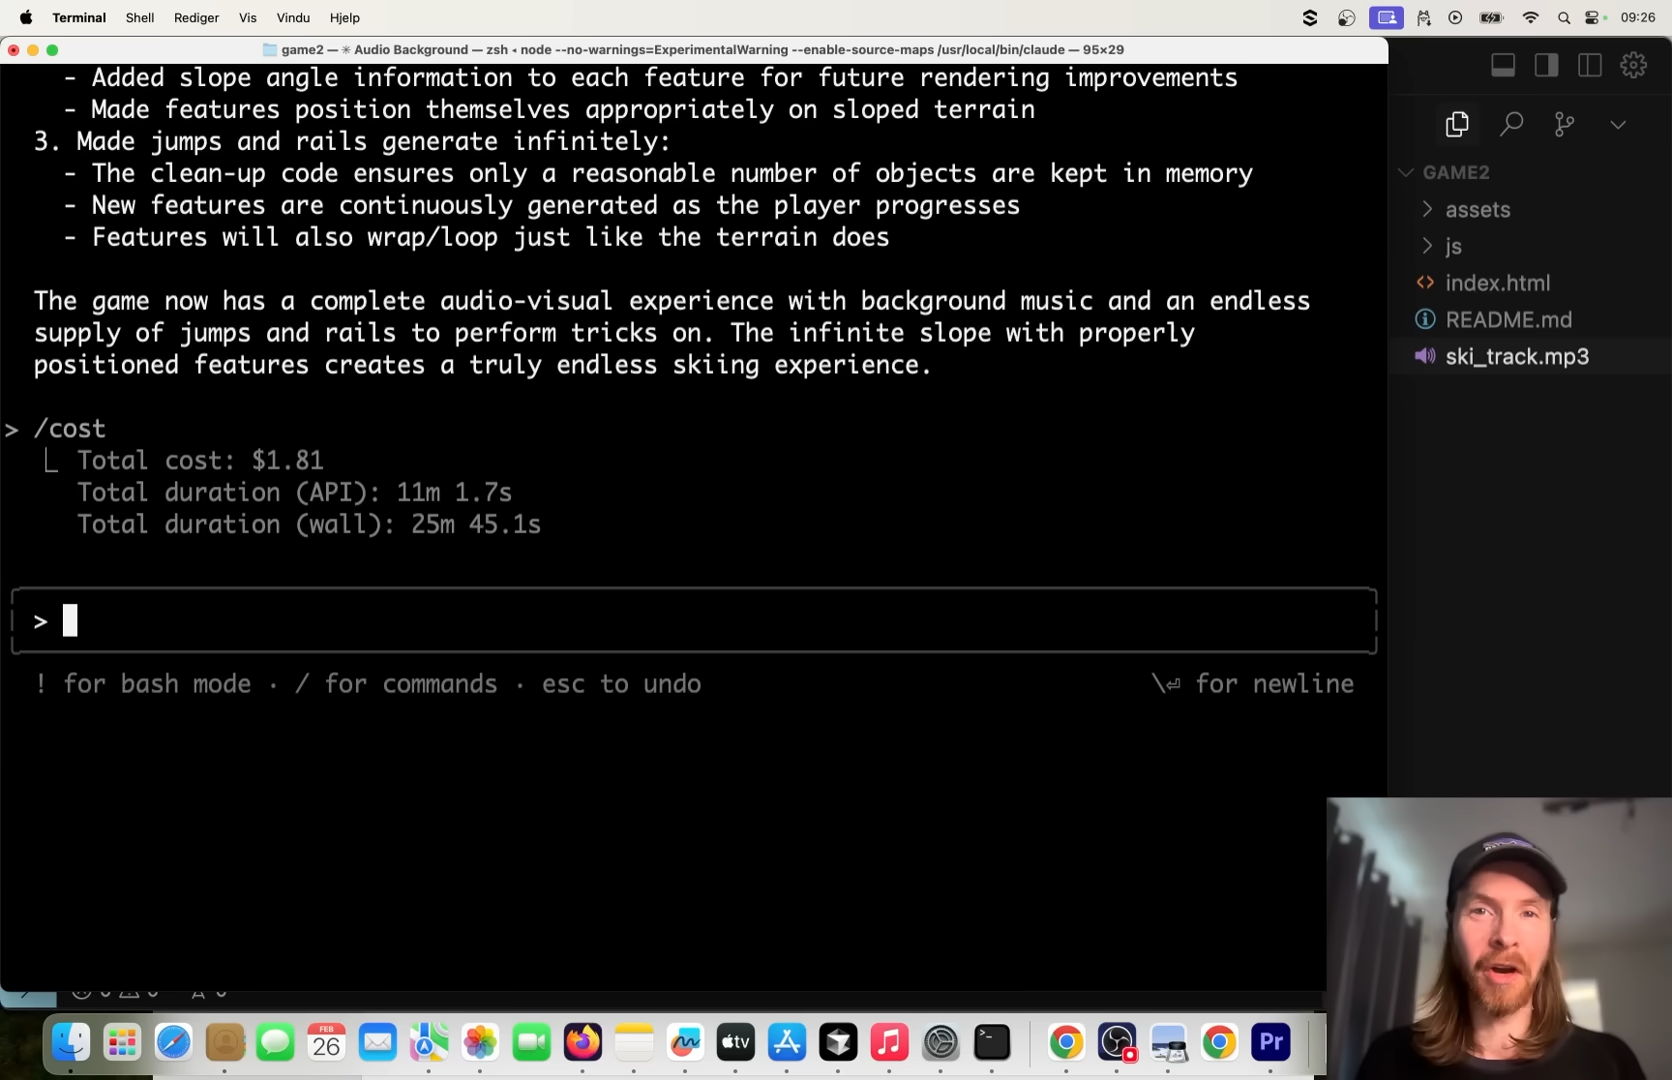 Terminal Shell Rediger Vis Vindu Hjelp 09:26
game2 — ✳ Audio Background — zsh ◂ node --no-warnings=ExperimentalWarning --enable-source-maps /usr/local/bin/claude — 95×29
- Added slope angle information to each feature for future rendering improvements
- Made features position themselves appropriately on sloped terrain
3. Made jumps and rails generate infinitely:
- The clean-up code ensures only a reasonable number of objects are kept in memory
- New features are continuously generated as the player progresses
- Features will also wrap/loop just like the terrain does
The game now has a complete audio-visual experience with background music and an endless
supply of jumps and rails to perform tricks on. The infinite slope with properly
positioned features creates a truly endless skiing experience.
> /cost
⎿ Total cost: $1.81
Total duration (API): 11m 1.7s
Total duration (wall): 25m 45.1s
>
! for bash mode · / for commands · esc to undo \⏎ for newline
GAME2
assets
js
index.html
README.md
ski_track.mp3
FEB
26
tv
>_
Pr